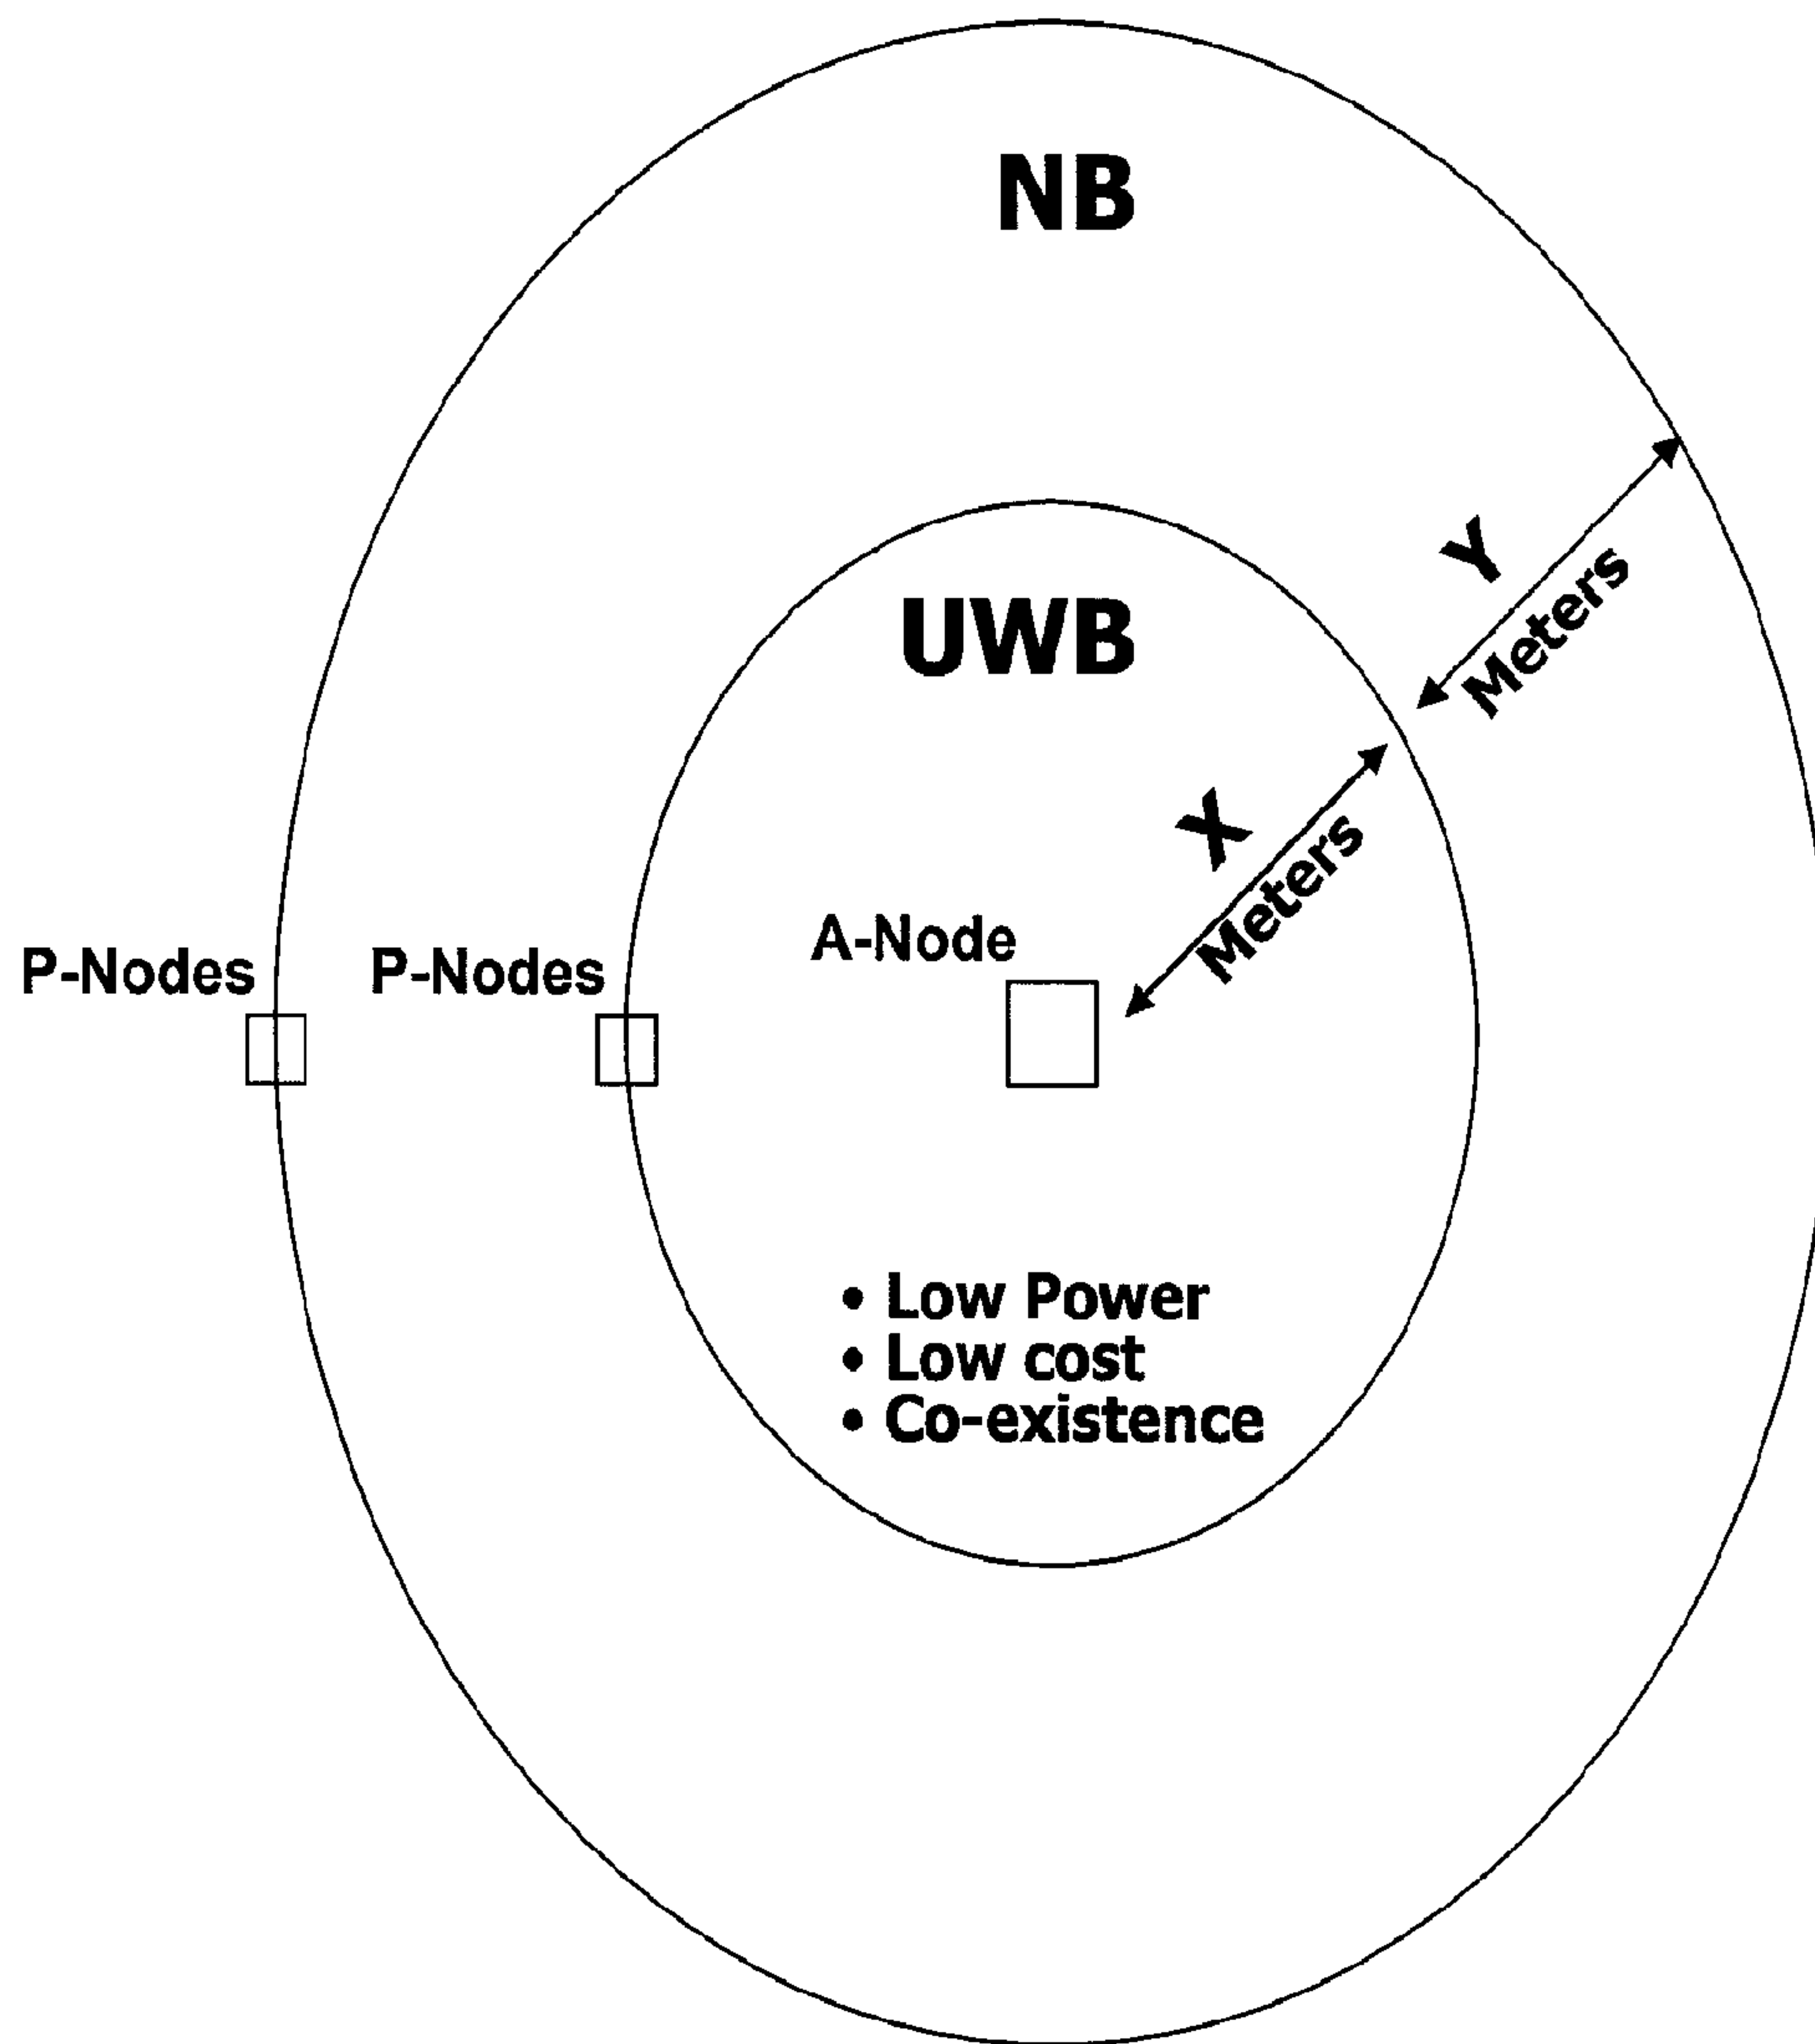 NB
UWB
Y
Meters
X
Meters
A-Node
P-Nodes
P-Nodes
• Low Power
• Low cost
• Co-existence